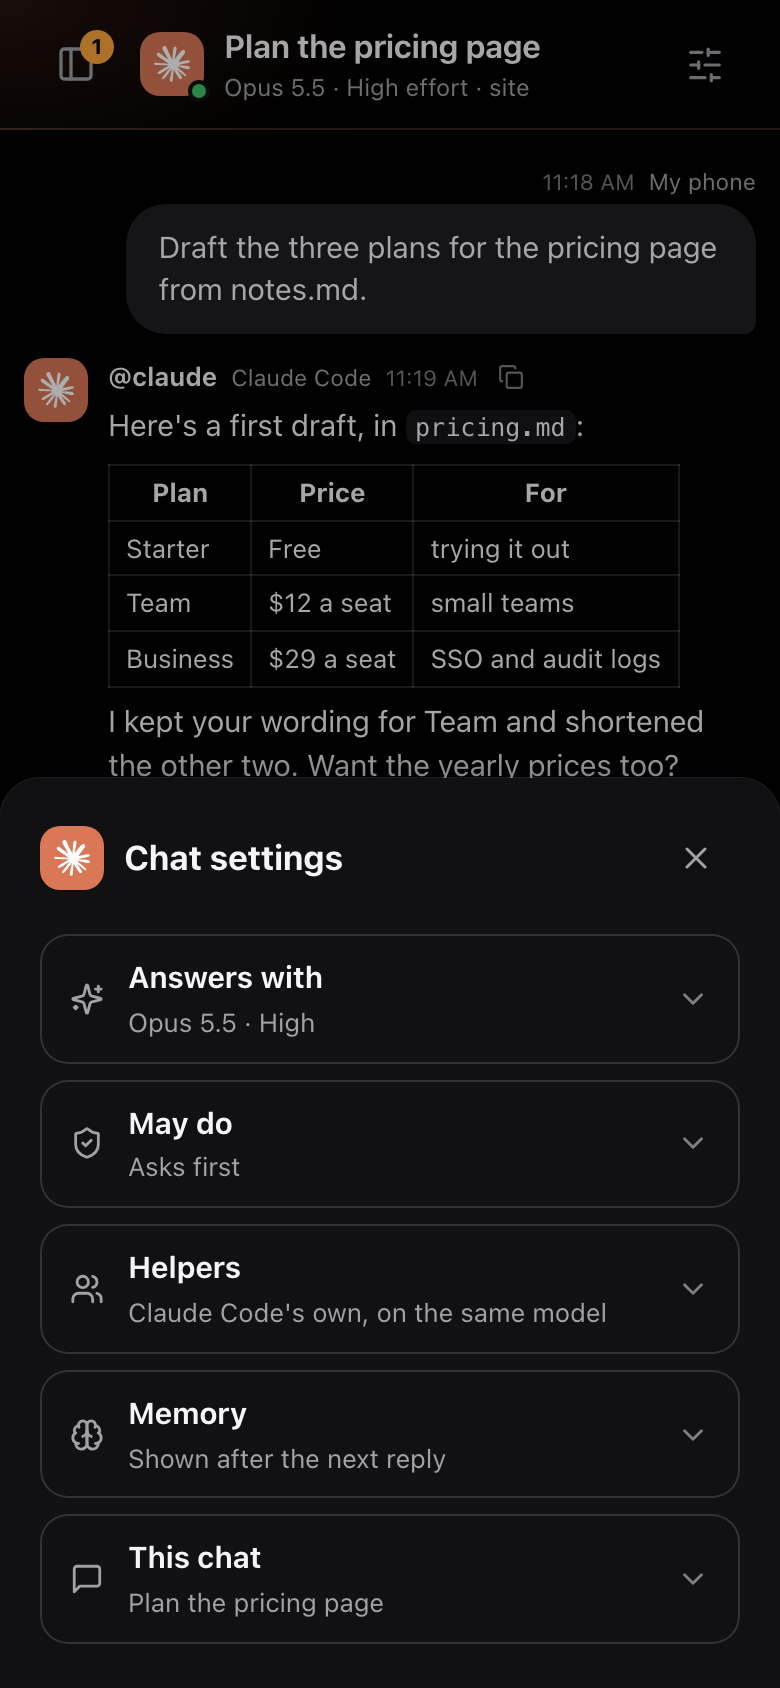 1
Plan the pricing page
Opus 5.5 · High effort · site
11:18 AM My phone
Draft the three plans for the pricing page
from notes.md.
@claude Claude Code 11:19 AM
Here's a first draft, in pricing.md:
Plan Price For
Starter Free trying it out
Team $12 a seat small teams
Business $29 a seat SSO and audit logs
I kept your wording for Team and shortened
the other two. Want the yearly prices too?
Chat settings
Answers with
Opus 5.5 · High
May do
Asks first
Helpers
Claude Code's own, on the same model
Memory
Shown after the next reply
This chat
Plan the pricing page